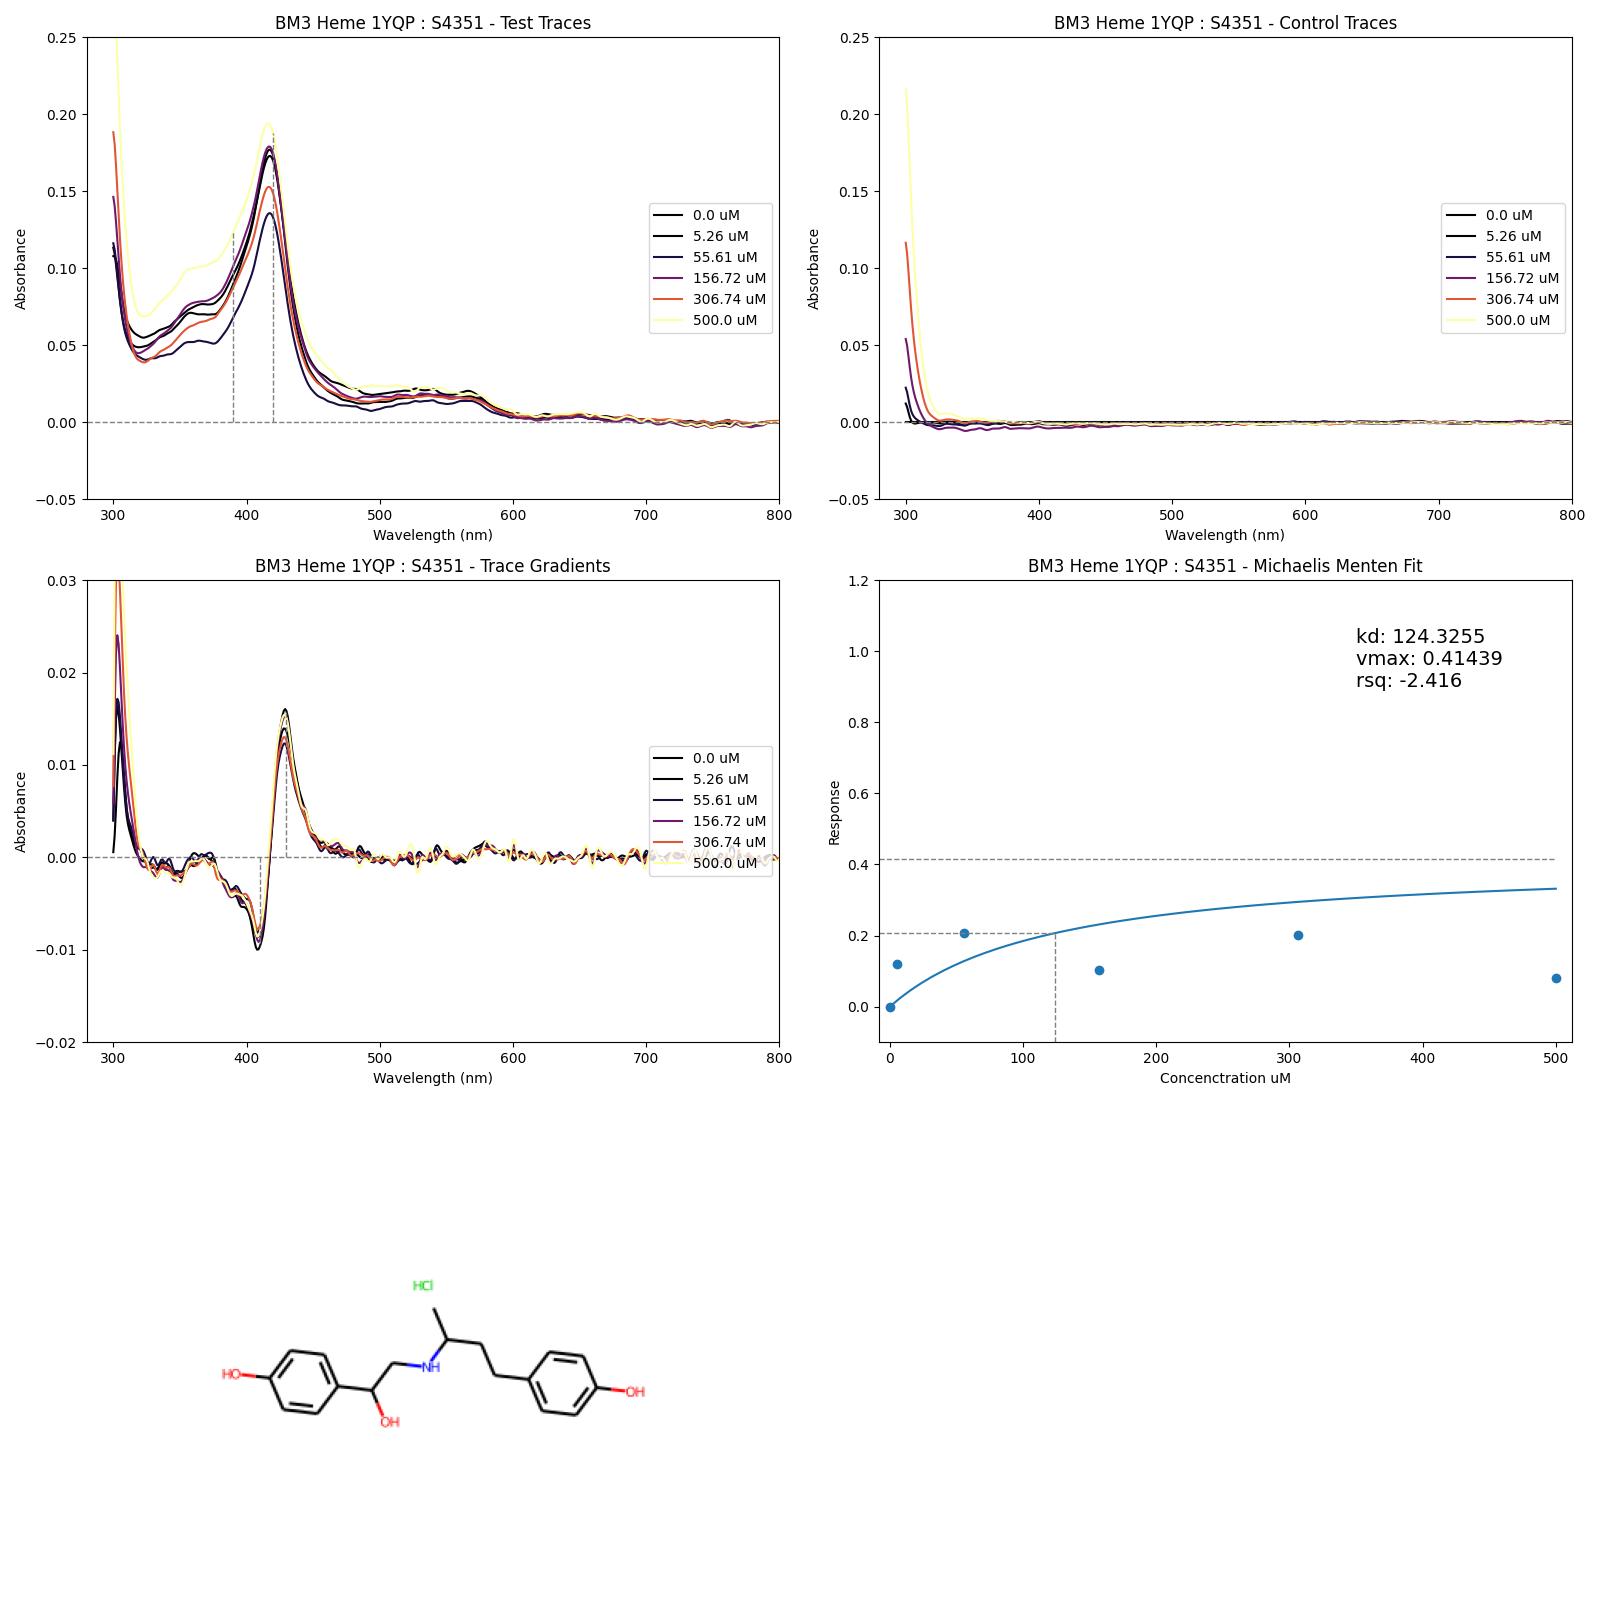 BM3 Heme 1YQP : S4351 - Test Traces
0.25
0.20
0.15
0.10
0.05
0.00
−0.05
Absorbance
300 400 500 600 700 800
Wavelength (nm)
0.0 uM
5.26 uM
55.61 uM
156.72 uM
306.74 uM
500.0 uM
BM3 Heme 1YQP : S4351 - Control Traces
0.25
0.20
0.15
0.10
0.05
0.00
−0.05
Absorbance
300 400 500 600 700 800
Wavelength (nm)
0.0 uM
5.26 uM
55.61 uM
156.72 uM
306.74 uM
500.0 uM
BM3 Heme 1YQP : S4351 - Trace Gradients
0.03
0.02
0.01
0.00
−0.01
−0.02
Absorbance
300 400 500 600 700 800
Wavelength (nm)
0.0 uM
5.26 uM
55.61 uM
156.72 uM
306.74 uM
500.0 uM
BM3 Heme 1YQP : S4351 - Michaelis Menten Fit
1.2
1.0
0.8
0.6
0.4
0.2
0.0
Response
kd: 124.3255
vmax: 0.41439
rsq: -2.416
0 100 200 300 400 500
Concenctration uM
HCl
HO
NH
OH
OH